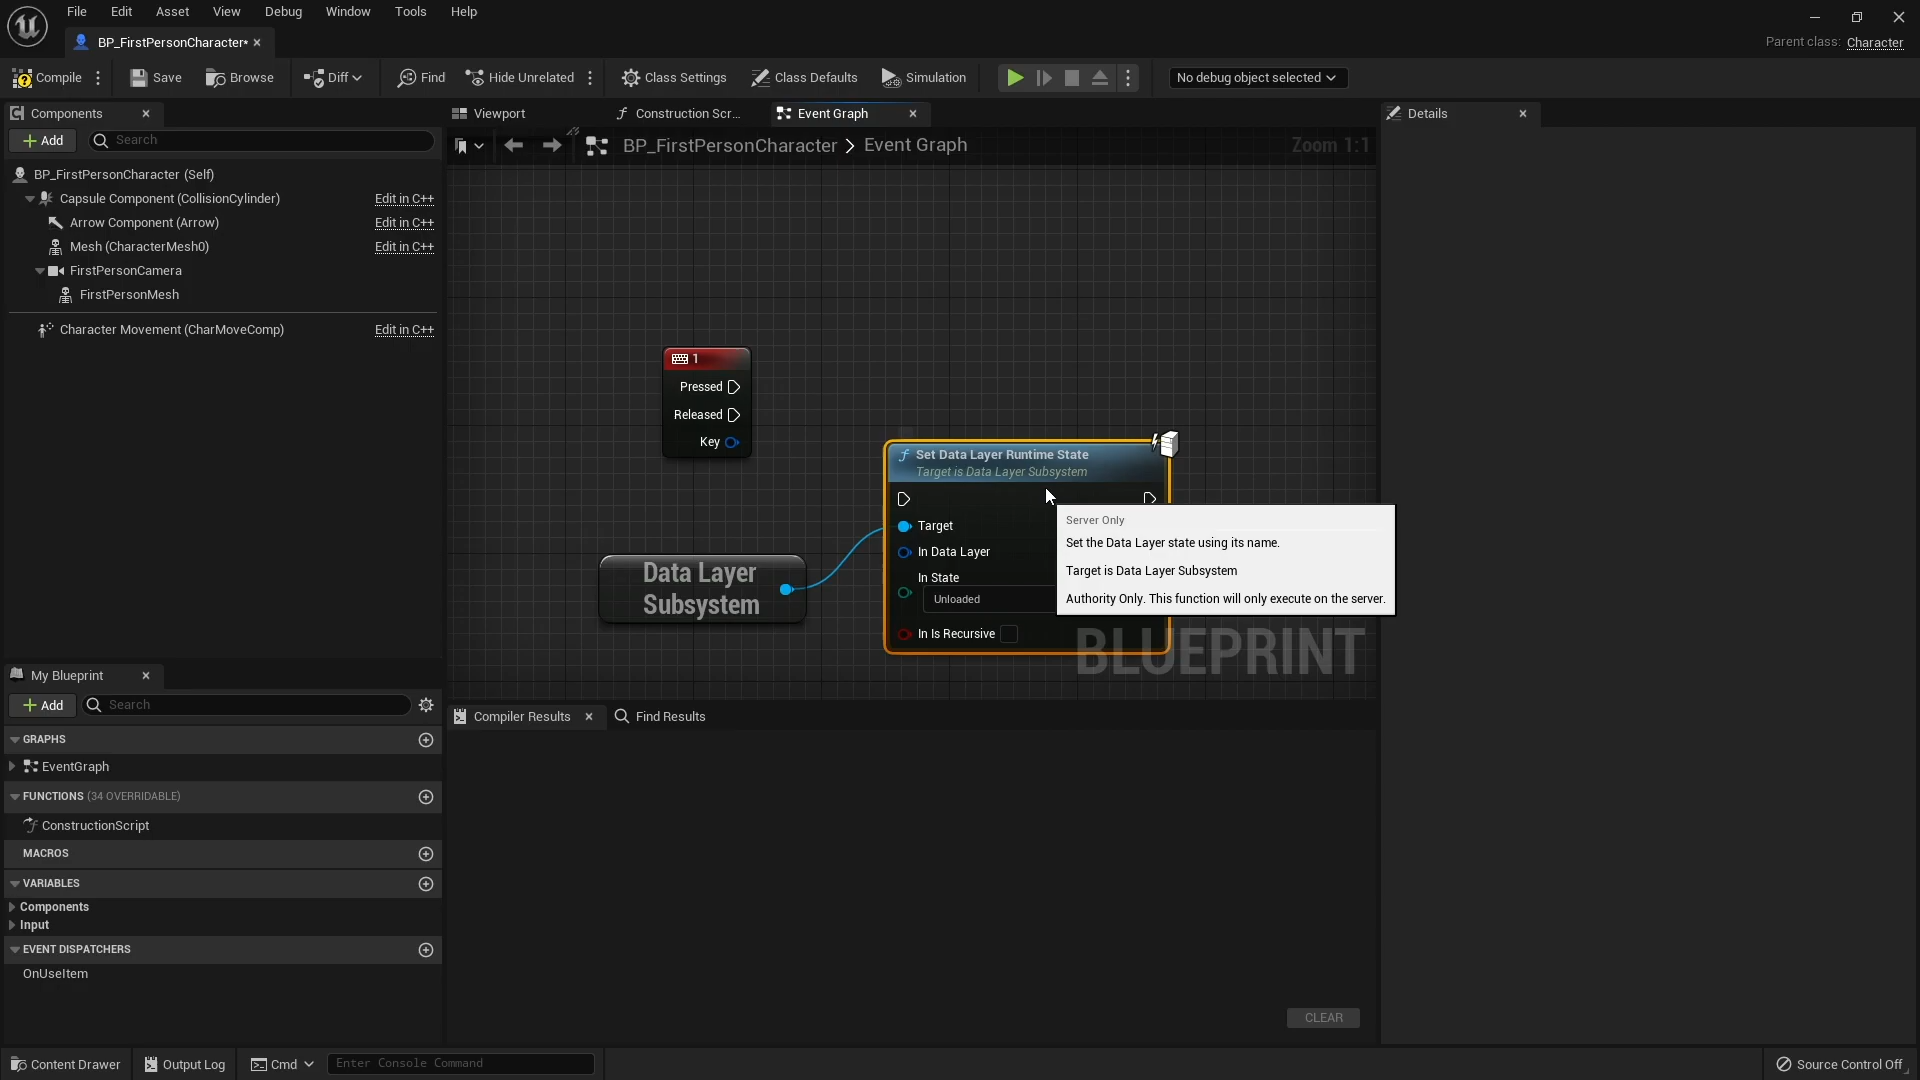 File Edit Asset View Debug Window Tools Help
BP_FirstPersonCharacter*
Parent class: Character
Compile Save Browse Diff Find Hide Unrelated Class Settings Class Defaults Simulation No debug object selected
Components
Viewport
Construction Scr...
Event Graph
Details
Add Search
BP_FirstPersonCharacter > Event Graph
Zoom 1:1
BP_FirstPersonCharacter (Self)
Capsule Component (CollisionCylinder) Edit in C++
Arrow Component (Arrow) Edit in C++
Mesh (CharacterMesh0) Edit in C++
FirstPersonCamera
FirstPersonMesh
Character Movement (CharMoveComp) Edit in C++
1
Pressed
Released
Key
Set Data Layer Runtime State
Target is Data Layer Subsystem
Target
In Data Layer
In State
Unloaded
In Is Recursive
Data Layer
Subsystem
Server Only
Set the Data Layer state using its name.
Target is Data Layer Subsystem
Authority Only. This function will only execute on the server.
BLUEPRINT
My Blueprint
Add Search
GRAPHS
EventGraph
FUNCTIONS (34 OVERRIDABLE)
ConstructionScript
MACROS
VARIABLES
Components
Input
EVENT DISPATCHERS
OnUseItem
Compiler Results
Find Results
CLEAR
Content Drawer Output Log Cmd Enter Console Command
Source Control Off